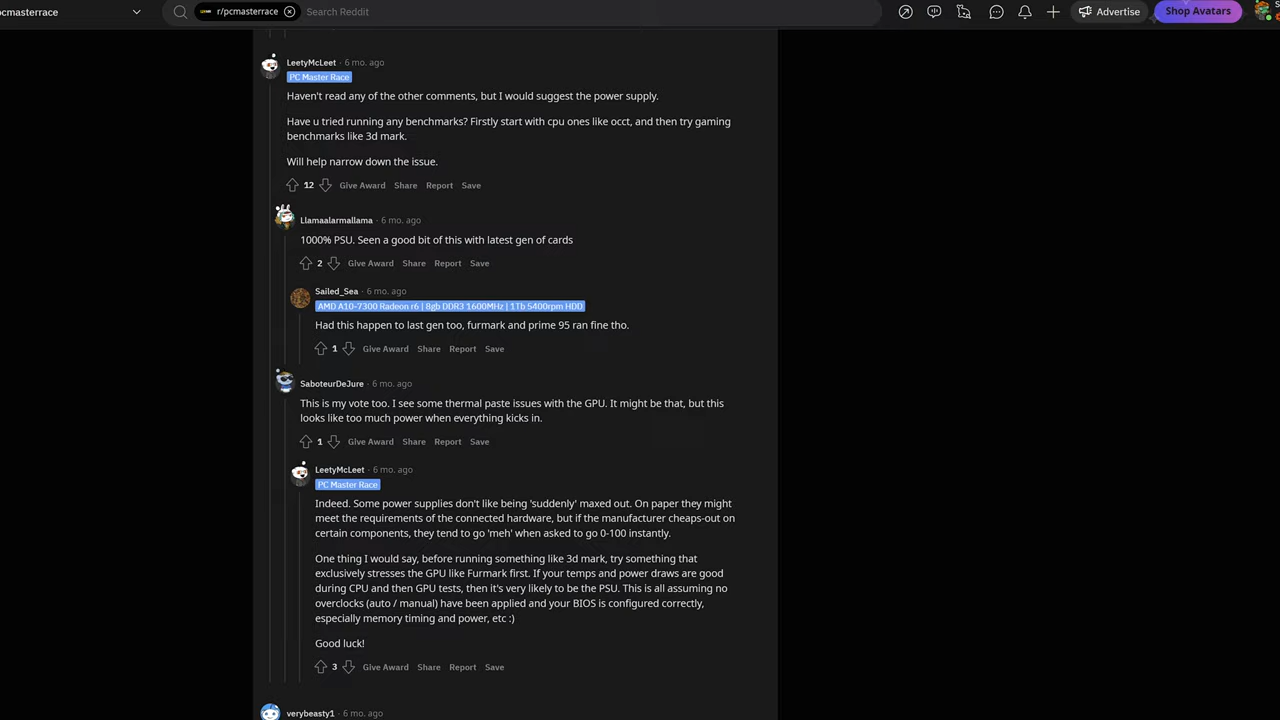 pcmasterrace
r/pcmasterrace
Search Reddit
Advertise
Shop Avatars
LeetyMcLeet · 6 mo. ago
PC Master Race
Haven't read any of the other comments, but I would suggest the power supply.
Have u tried running any benchmarks? Firstly start with cpu ones like occt, and then try gaming
benchmarks like 3d mark.
Will help narrow down the issue.
12 Give Award Share Report Save
Llamaalarmallama · 6 mo. ago
1000% PSU. Seen a good bit of this with latest gen of cards
2 Give Award Share Report Save
Sailed_Sea · 6 mo. ago
AMD A10-7300 Radeon r6 | 8gb DDR3 1600MHz | 1Tb 5400rpm HDD
Had this happen to last gen too, furmark and prime 95 ran fine tho.
1 Give Award Share Report Save
SaboteurDeJure · 6 mo. ago
This is my vote too. I see some thermal paste issues with the GPU. It might be that, but this
looks like too much power when everything kicks in.
1 Give Award Share Report Save
LeetyMcLeet · 6 mo. ago
PC Master Race
Indeed. Some power supplies don't like being 'suddenly' maxed out. On paper they might
meet the requirements of the connected hardware, but if the manufacturer cheaps-out on
certain components, they tend to go 'meh' when asked to go 0-100 instantly.
One thing I would say, before running something like 3d mark, try something that
exclusively stresses the GPU like Furmark first. If your temps and power draws are good
during CPU and then GPU tests, then it's very likely to be the PSU. This is all assuming no
overclocks (auto / manual) have been applied and your BIOS is configured correctly,
especially memory timing and power, etc :)
Good luck!
3 Give Award Share Report Save
verybeasty1 · 6 mo. ago